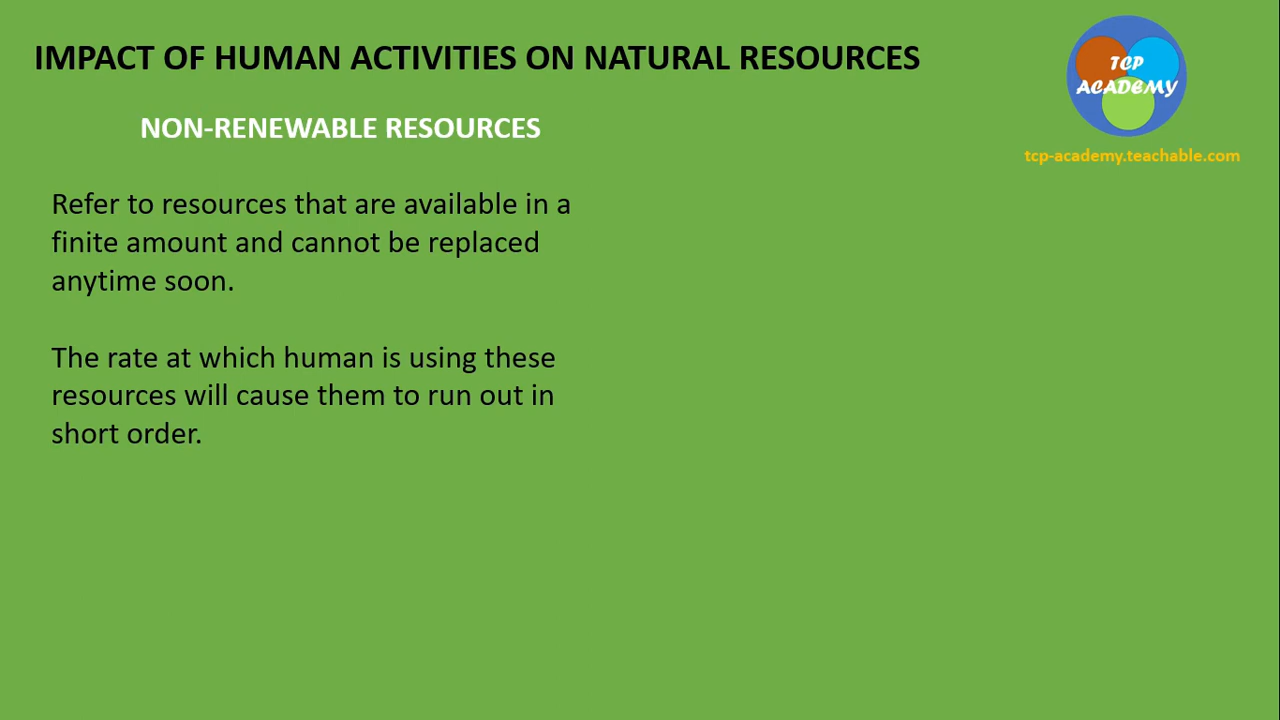 IMPACT OF HUMAN ACTIVITIES ON NATURAL RESOURCES
TCP
ACADEMY
tcp-academy.teachable.com
NON-RENEWABLE RESOURCES
Refer to resources that are available in a
finite amount and cannot be replaced
anytime soon.
The rate at which human is using these
resources will cause them to run out in
short order.